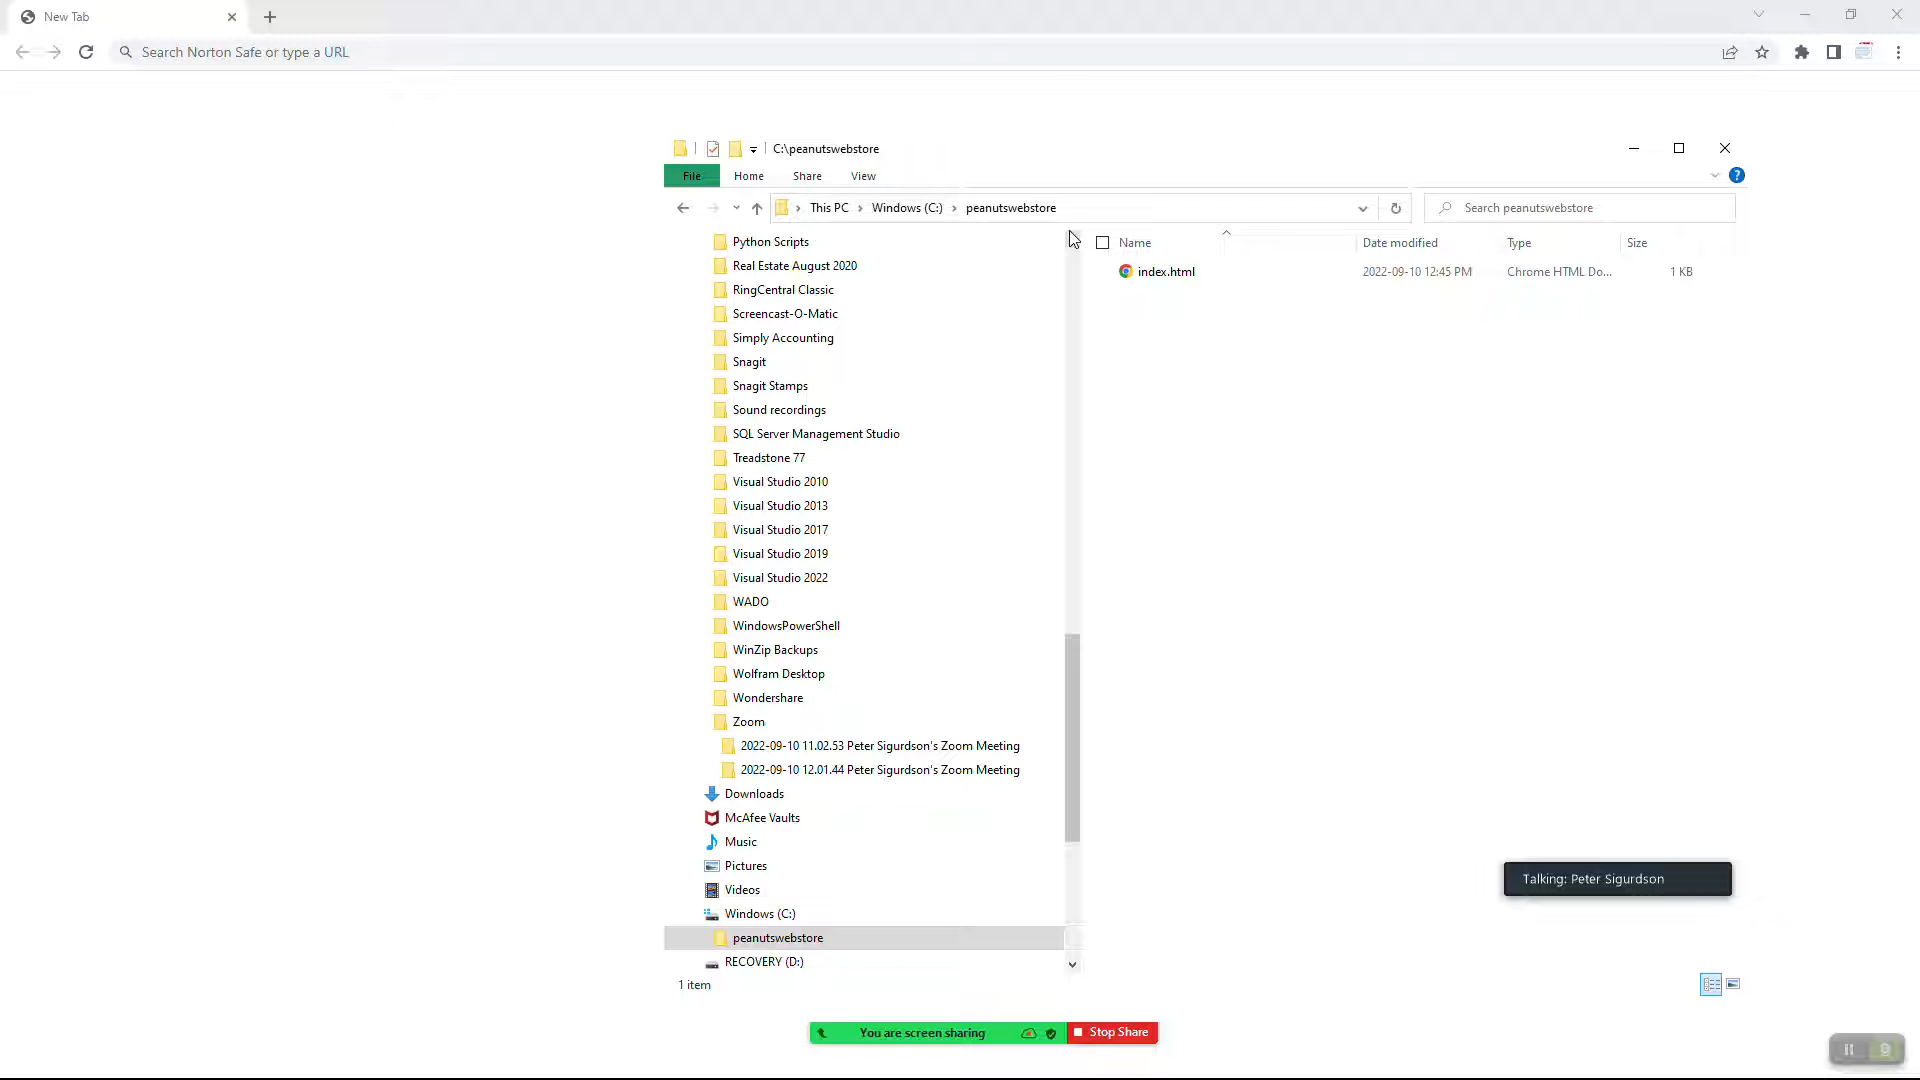 New Tab
Search Norton Safe or type a URL
C:\peanutswebstore
File Home Share View
This PC Windows (C:) peanutswebstore
Search peanutswebstore
Name Date modified Type Size
index.html 2022-09-10 12:45 PM Chrome HTML Do... 1 KB
Python Scripts
Real Estate August 2020
RingCentral Classic
Screencast-O-Matic
Simply Accounting
Snagit
Snagit Stamps
Sound recordings
SQL Server Management Studio
Treadstone 77
Visual Studio 2010
Visual Studio 2013
Visual Studio 2017
Visual Studio 2019
Visual Studio 2022
WADO
WindowsPowerShell
WinZip Backups
Wolfram Desktop
Wondershare
Zoom
2022-09-10 11.02.53 Peter Sigurdson's Zoom Meeting
2022-09-10 12.01.44 Peter Sigurdson's Zoom Meeting
Downloads
McAfee Vaults
Music
Pictures
Videos
Windows (C:)
peanutswebstore
RECOVERY (D:)
Talking: Peter Sigurdson
1 item
You are screen sharing Stop Share